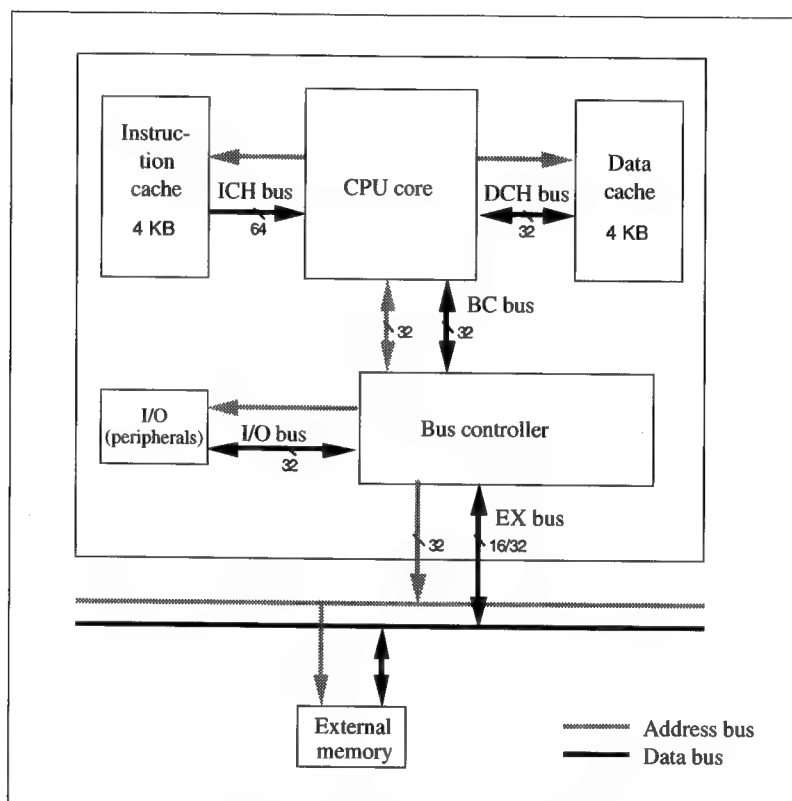 Instruc-
tion
cache
4 KB
ICH bus
64
CPU core
DCH bus
32
Data
cache
4 KB
32
32
BC bus
I/O
(peripherals)
I/O bus
32
Bus controller
32
EX bus
16/32
External
memory
Address bus
Data bus